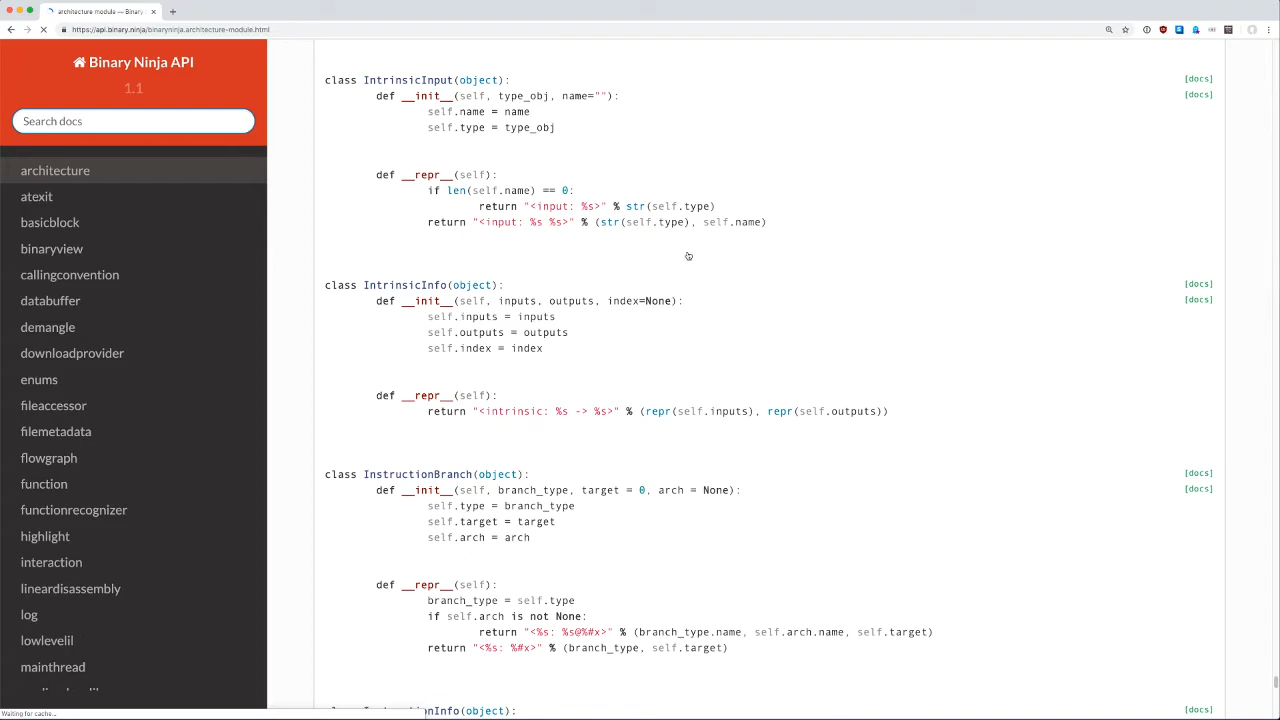 architecture module — Binary
https://api.binary.ninja/binaryninja.architecture-module.html
Binary Ninja API
1.1
Search docs
architecture
atexit
basicblock
binaryview
callingconvention
databuffer
demangle
downloadprovider
enums
fileaccessor
filemetadata
flowgraph
function
functionrecognizer
highlight
interaction
lineardisassembly
log
lowlevelil
mainthread
class IntrinsicInput(object): [docs]
def __init__(self, type_obj, name=""): [docs]
self.name = name
self.type = type_obj
def __repr__(self):
if len(self.name) == 0:
return "<input: %s>" % str(self.type)
return "<input: %s %s>" % (str(self.type), self.name)
class IntrinsicInfo(object): [docs]
def __init__(self, inputs, outputs, index=None): [docs]
self.inputs = inputs
self.outputs = outputs
self.index = index
def __repr__(self):
return "<intrinsic: %s -> %s>" % (repr(self.inputs), repr(self.outputs))
class InstructionBranch(object): [docs]
def __init__(self, branch_type, target = 0, arch = None): [docs]
self.type = branch_type
self.target = target
self.arch = arch
def __repr__(self):
branch_type = self.type
if self.arch is not None:
return "<%s: %s@%#x>" % (branch_type.name, self.arch.name, self.target)
return "<%s: %#x>" % (branch_type, self.target)
nInfo(object): [docs]
Waiting for cache...